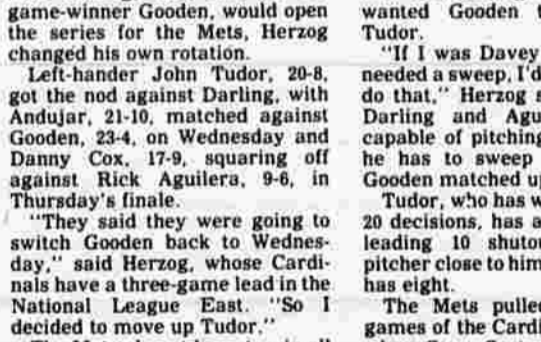 game-winner Gooden, would open
the series for the Mets, Herzog
changed his own rotation.
Left-hander John Tudor, 20-8,
got the nod against Darling, with
Andujar, 21-10, matched against
Gooden, 23-4, on Wednesday and
Danny Cox, 17-9, squaring off
against Rick Aguilera, 9-6, in
Thursday's finale.
"They said they were going to
switch Gooden back to Wednes-
day," said Herzog, whose Cardi-
nals have a three-game lead in the
National League East. "So I
decided to move up Tudor."
wanted Gooden
Tudor.
"If I was Davey
needed a sweep, I'd
do that," Herzog
Darling and
capable of pitching
he has to sweep
Gooden matched
Tudor, who has
20 decisions, has a
leading 10
pitcher close to him
has eight.
The Mets
games of the